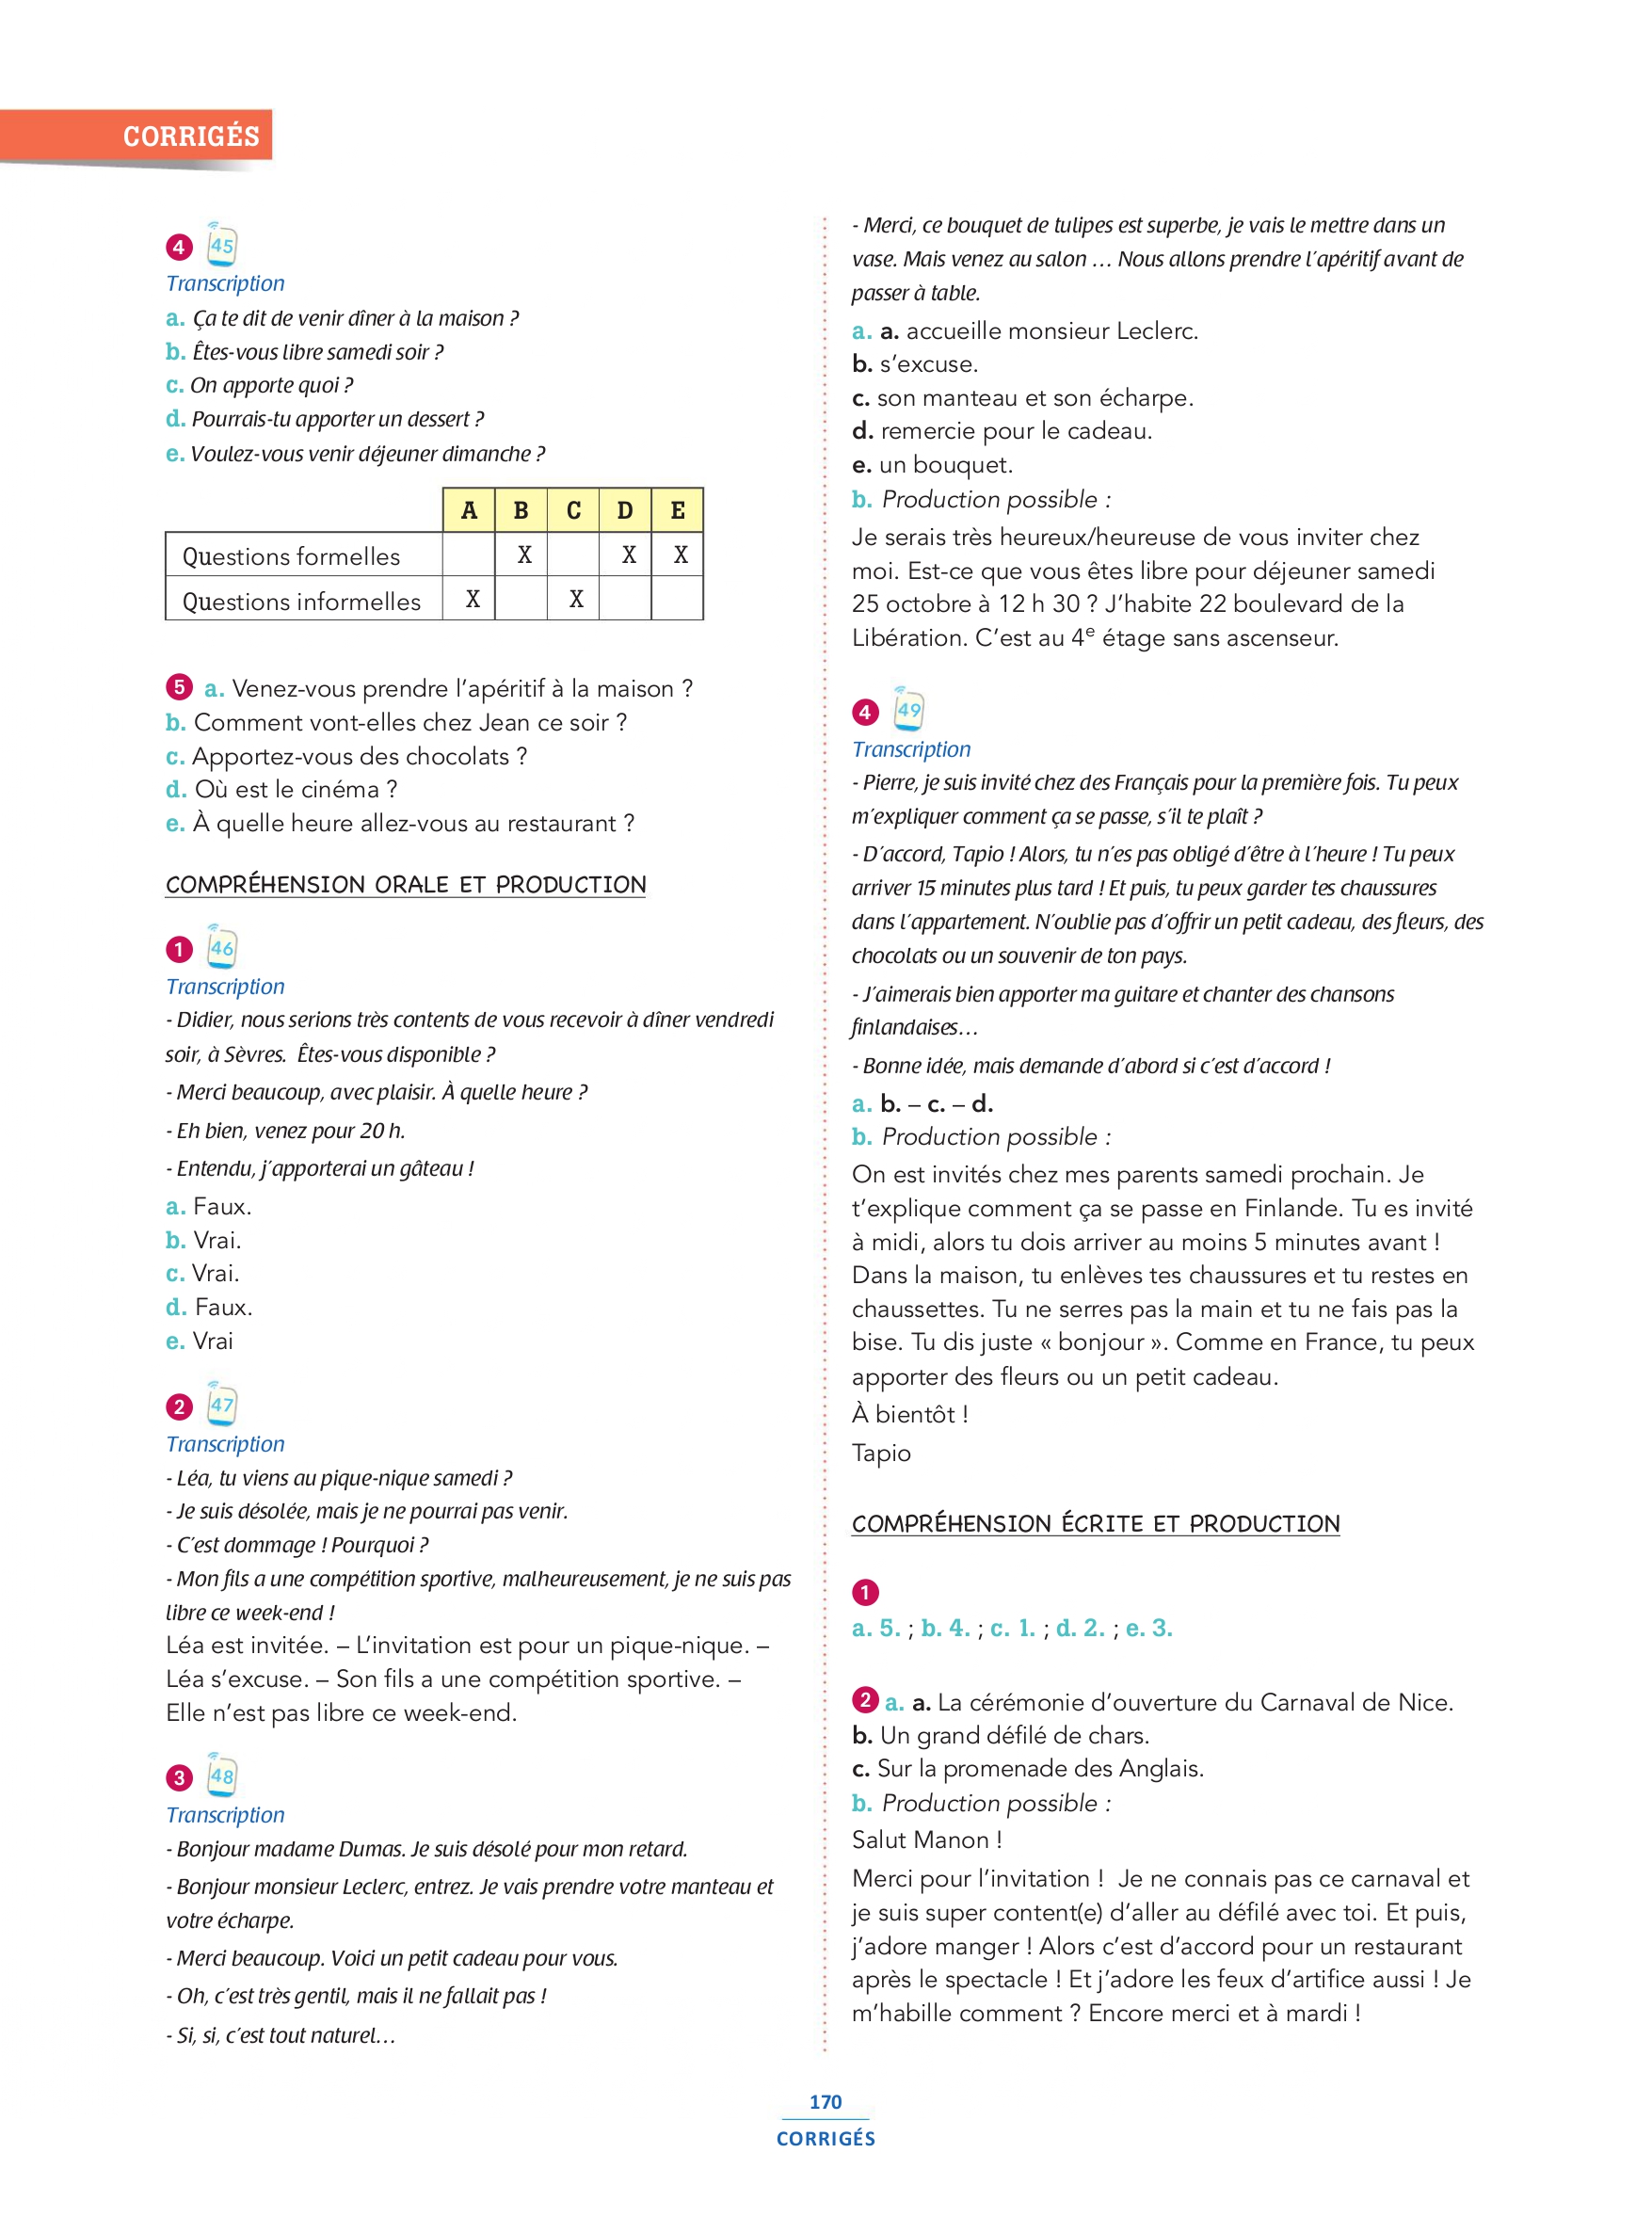 CORRIGÉS
4 45
Transcription
a. Ça te dit de venir dîner à la maison ?
b. Êtes-vous libre samedi soir ?
c. On apporte quoi ?
d. Pourrais-tu apporter un dessert ?
e. Voulez-vous venir déjeuner dimanche ?
A B C D E
Questions formelles X X X
Questions informelles X X
5 a. Venez-vous prendre l’apéritif à la maison ?
b. Comment vont-elles chez Jean ce soir ?
c. Apportez-vous des chocolats ?
d. Où est le cinéma ?
e. À quelle heure allez-vous au restaurant ?
COMPRÉHENSION ORALE ET PRODUCTION
1 46
Transcription
- Didier, nous serions très contents de vous recevoir à dîner vendredi
soir, à Sèvres. Êtes-vous disponible ?
- Merci beaucoup, avec plaisir. À quelle heure ?
- Eh bien, venez pour 20 h.
- Entendu, j’apporterai un gâteau !
a. Faux.
b. Vrai.
c. Vrai.
d. Faux.
e. Vrai
2 47
Transcription
- Léa, tu viens au pique-nique samedi ?
- Je suis désolée, mais je ne pourrai pas venir.
- C’est dommage ! Pourquoi ?
- Mon fils a une compétition sportive, malheureusement, je ne suis pas
libre ce week-end !
Léa est invitée. – L’invitation est pour un pique-nique. –
Léa s’excuse. – Son fils a une compétition sportive. –
Elle n’est pas libre ce week-end.
3 48
Transcription
- Bonjour madame Dumas. Je suis désolé pour mon retard.
- Bonjour monsieur Leclerc, entrez. Je vais prendre votre manteau et
votre écharpe.
- Merci beaucoup. Voici un petit cadeau pour vous.
- Oh, c’est très gentil, mais il ne fallait pas !
- Si, si, c’est tout naturel…
- Merci, ce bouquet de tulipes est superbe, je vais le mettre dans un
vase. Mais venez au salon … Nous allons prendre l’apéritif avant de
passer à table.
a. a. accueille monsieur Leclerc.
b. s’excuse.
c. son manteau et son écharpe.
d. remercie pour le cadeau.
e. un bouquet.
b. Production possible :
Je serais très heureux/heureuse de vous inviter chez
moi. Est-ce que vous êtes libre pour déjeuner samedi
25 octobre à 12 h 30 ? J’habite 22 boulevard de la
Libération. C’est au 4e étage sans ascenseur.
4 49
Transcription
- Pierre, je suis invité chez des Français pour la première fois. Tu peux
m’expliquer comment ça se passe, s’il te plaît ?
- D’accord, Tapio ! Alors, tu n’es pas obligé d’être à l’heure ! Tu peux
arriver 15 minutes plus tard ! Et puis, tu peux garder tes chaussures
dans l’appartement. N’oublie pas d’offrir un petit cadeau, des fleurs, des
chocolats ou un souvenir de ton pays.
- J’aimerais bien apporter ma guitare et chanter des chansons
finlandaises…
- Bonne idée, mais demande d’abord si c’est d’accord !
a. b. – c. – d.
b. Production possible :
On est invités chez mes parents samedi prochain. Je
t’explique comment ça se passe en Finlande. Tu es invité
à midi, alors tu dois arriver au moins 5 minutes avant !
Dans la maison, tu enlèves tes chaussures et tu restes en
chaussettes. Tu ne serres pas la main et tu ne fais pas la
bise. Tu dis juste « bonjour ». Comme en France, tu peux
apporter des fleurs ou un petit cadeau.
À bientôt !
Tapio
COMPRÉHENSION ÉCRITE ET PRODUCTION
1
a. 5. ; b. 4. ; c. 1. ; d. 2. ; e. 3.
2 a. a. La cérémonie d’ouverture du Carnaval de Nice.
b. Un grand défilé de chars.
c. Sur la promenade des Anglais.
b. Production possible :
Salut Manon !
Merci pour l’invitation ! Je ne connais pas ce carnaval et
je suis super content(e) d’aller au défilé avec toi. Et puis,
j’adore manger ! Alors c’est d’accord pour un restaurant
après le spectacle ! Et j’adore les feux d’artifice aussi ! Je
m’habille comment ? Encore merci et à mardi !
170
CORRIGÉS